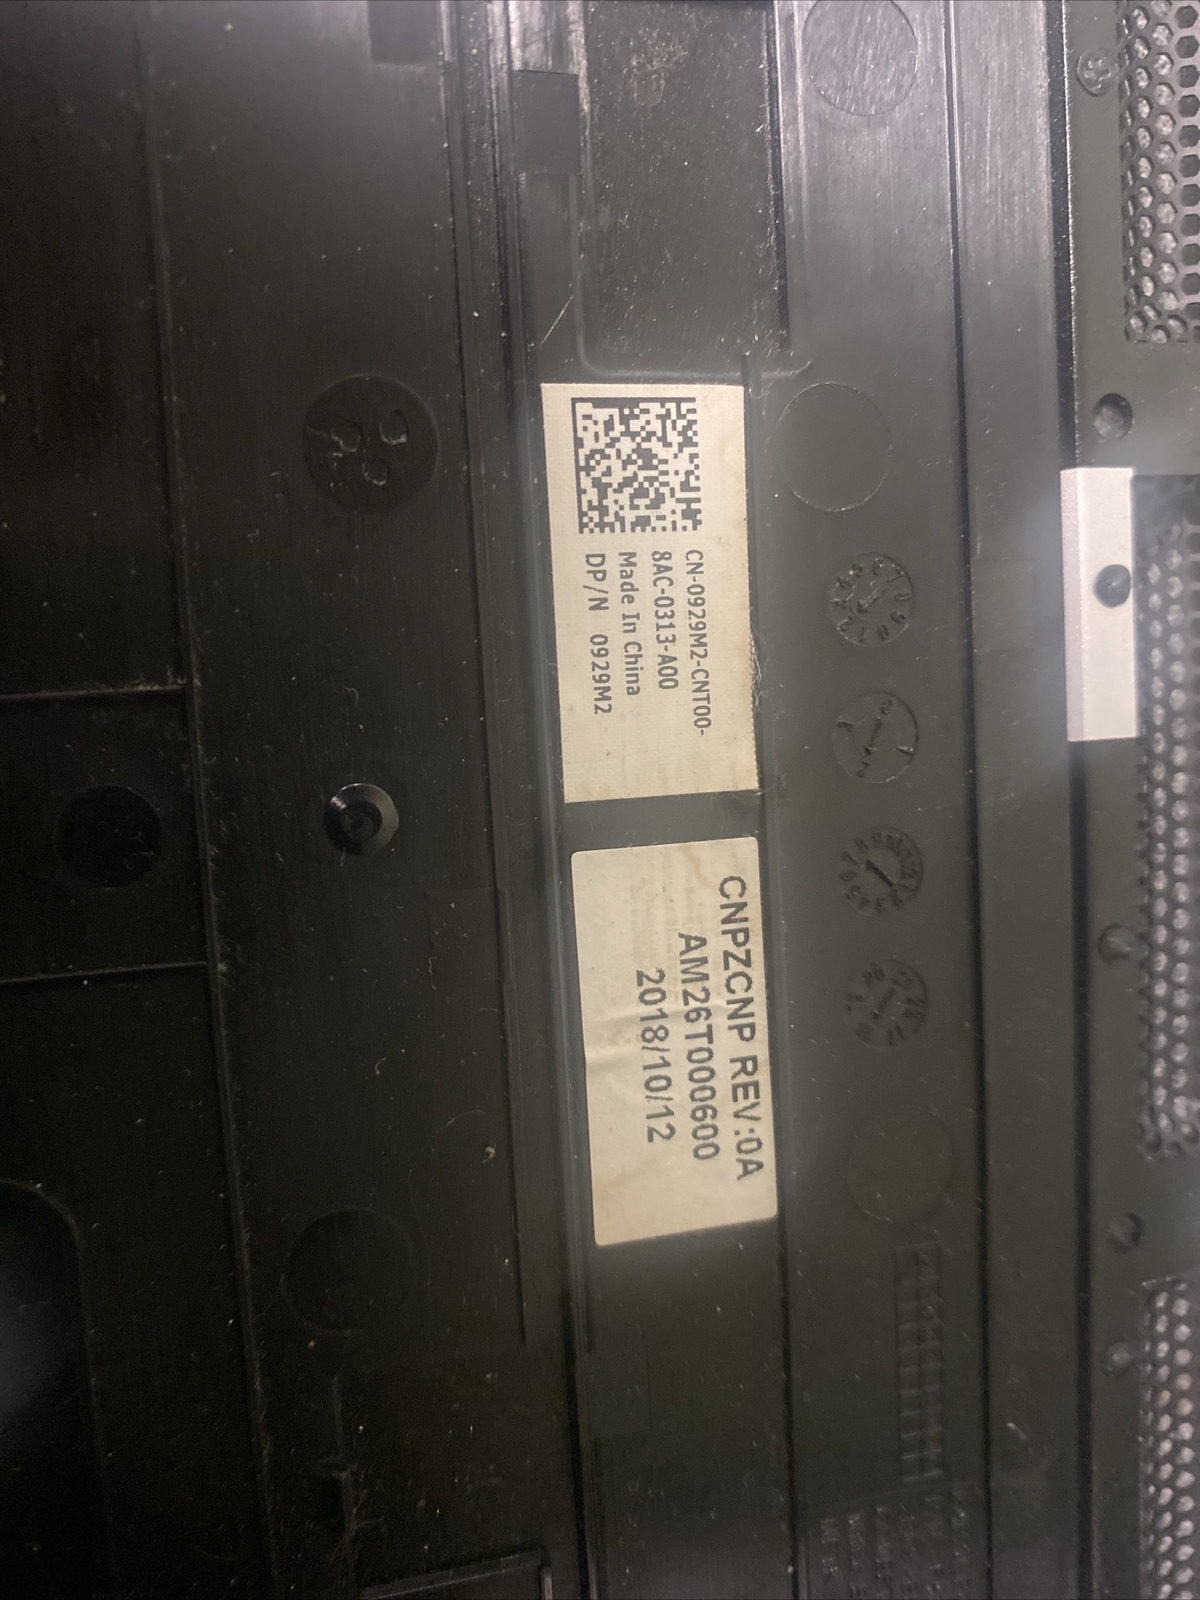 CN-0929M2-CNT00-
8AC-0313-A00
Made In China
DP/N 0929M2
CNPZCNP REV:0A
AM26T000600
2018/10/12